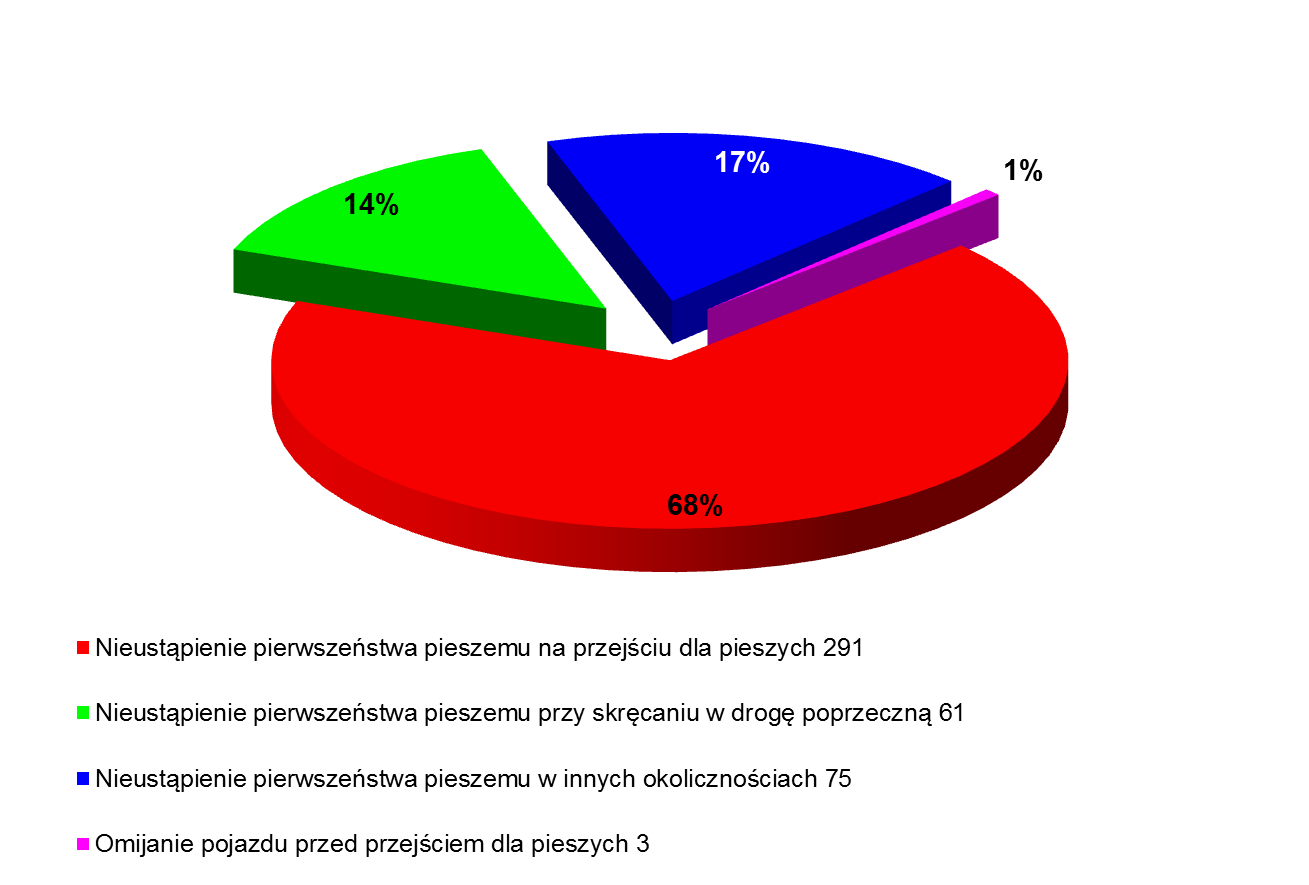 17%
1%
14%
68%
Nieustąpienie pierwszeństwa pieszemu na przejściu dla pieszych 291
Nieustąpienie pierwszeństwa pieszemu przy skręcaniu w drogę poprzeczną 61
Nieustąpienie pierwszeństwa pieszemu w innych okolicznościach 75
Omijanie pojazdu przed przejściem dla pieszych 3